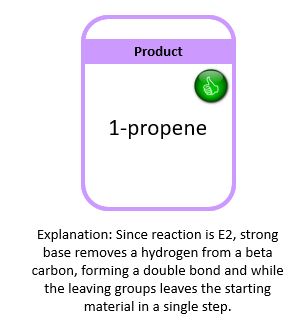 Product
1-propene
Explanation: Since reaction is E2, strong
base removes a hydrogen from a beta
carbon, forming a double bond and while
the leaving groups leaves the starting
material in a single step.